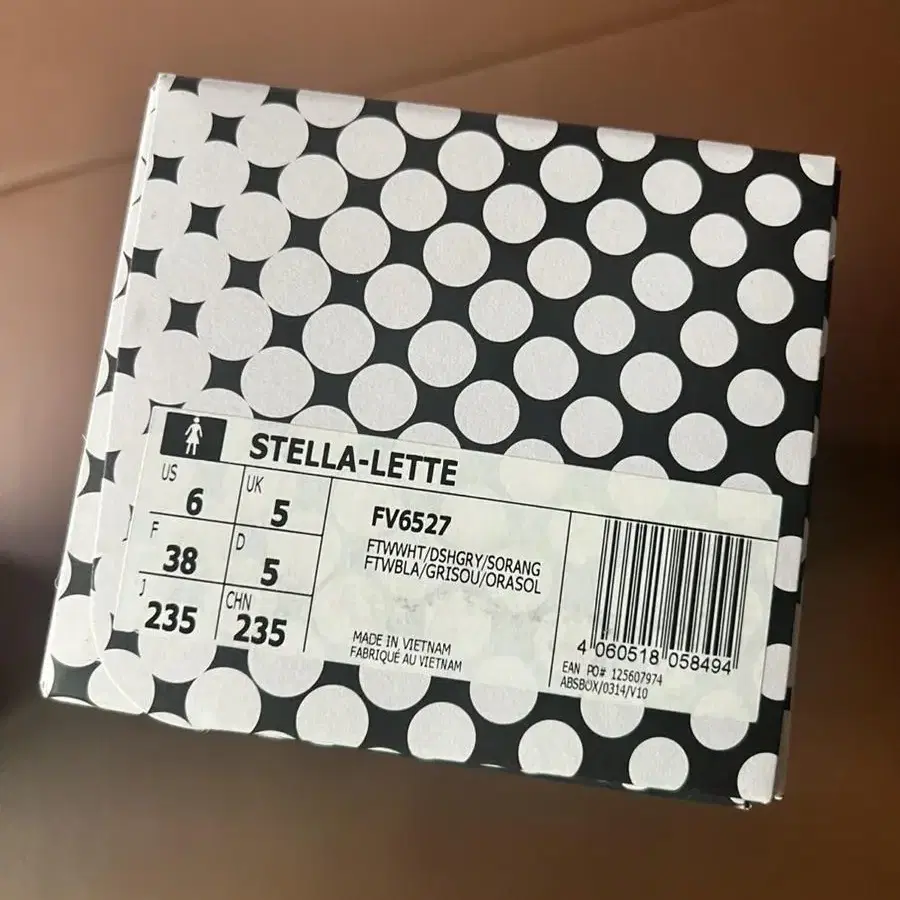 STELLA-LETTE
US 6
UK 5
F 38
D 5
J 235
CHN 235
FV6527
FTWWHT/DSHGRY/SORANG
FTWBLA/GRISOU/ORASOL
MADE IN VIETNAM
FABRIQUÉ AU VIETNAM
4 060518 058494
EAN PO# 125607974
ABSBOX/0314/V10